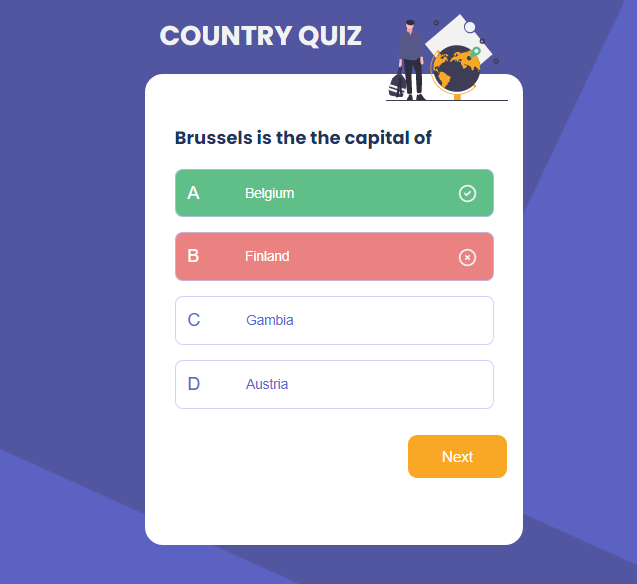 COUNTRY QUIZ
Brussels is the the capital of
A Belgium
B Finland
C Gambia
D Austria
Next